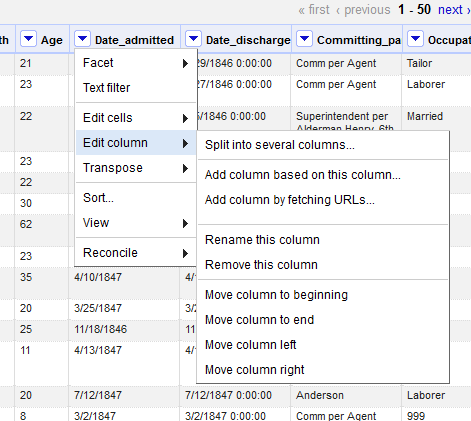 « first ‹ previous 1 - 50 next ›
th Age Date_admitted Date_discharge Committing_pa Occupat
21 29/1846 0:00:00 Comm per Agent Tailor
Facet
23 27/1846 0:00:00 Comm per Agent Laborer
Text filter
22 6/1846 0:00:00 Superintendent per Married
Alderman Henry, 6th
Edit cells
Edit column
Split into several columns...
23
Transpose
Add column based on this column...
22
Sort...
Add column by fetching URLs...
30
62 View
Rename this column
23 Reconcile
Remove this column
35 4/10/1847 4/
Move column to beginning
20 3/25/1847 3/2
Move column to end
25 11/18/1846 11
Move column left
11 4/13/1847 4/
Move column right
20 7/12/1847 7/12/1847 0:00:00 Anderson Laborer
8 3/2/1847 3/2/1847 0:00:00 Comm per Agent 999